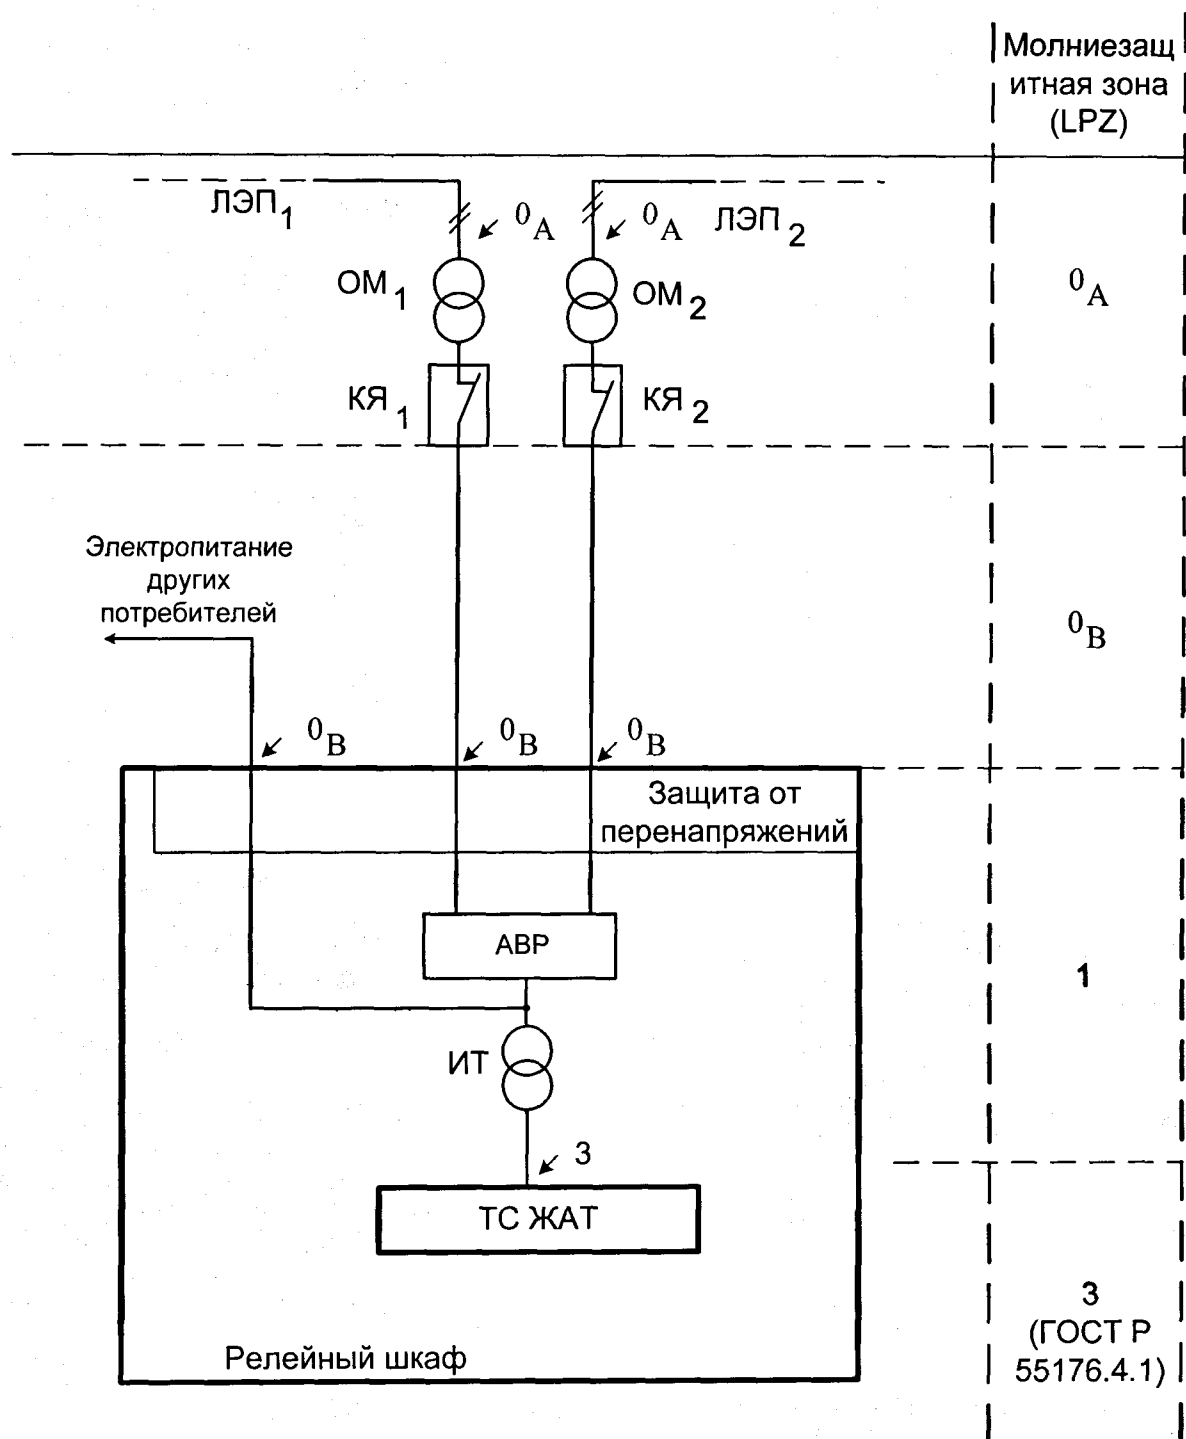 Молниезащ
итная зона
(LPZ)
ЛЭП1
0A
0A
ЛЭП2
ОМ1
ОМ2
0A
КЯ1
КЯ2
Электропитание
других
потребителей
0B
0B
0B
0B
Защита от
перенапряжений
АВР
1
ИТ
3
ТС ЖАТ
3
(ГОСТ Р
55176.4.1)
Релейный шкаф